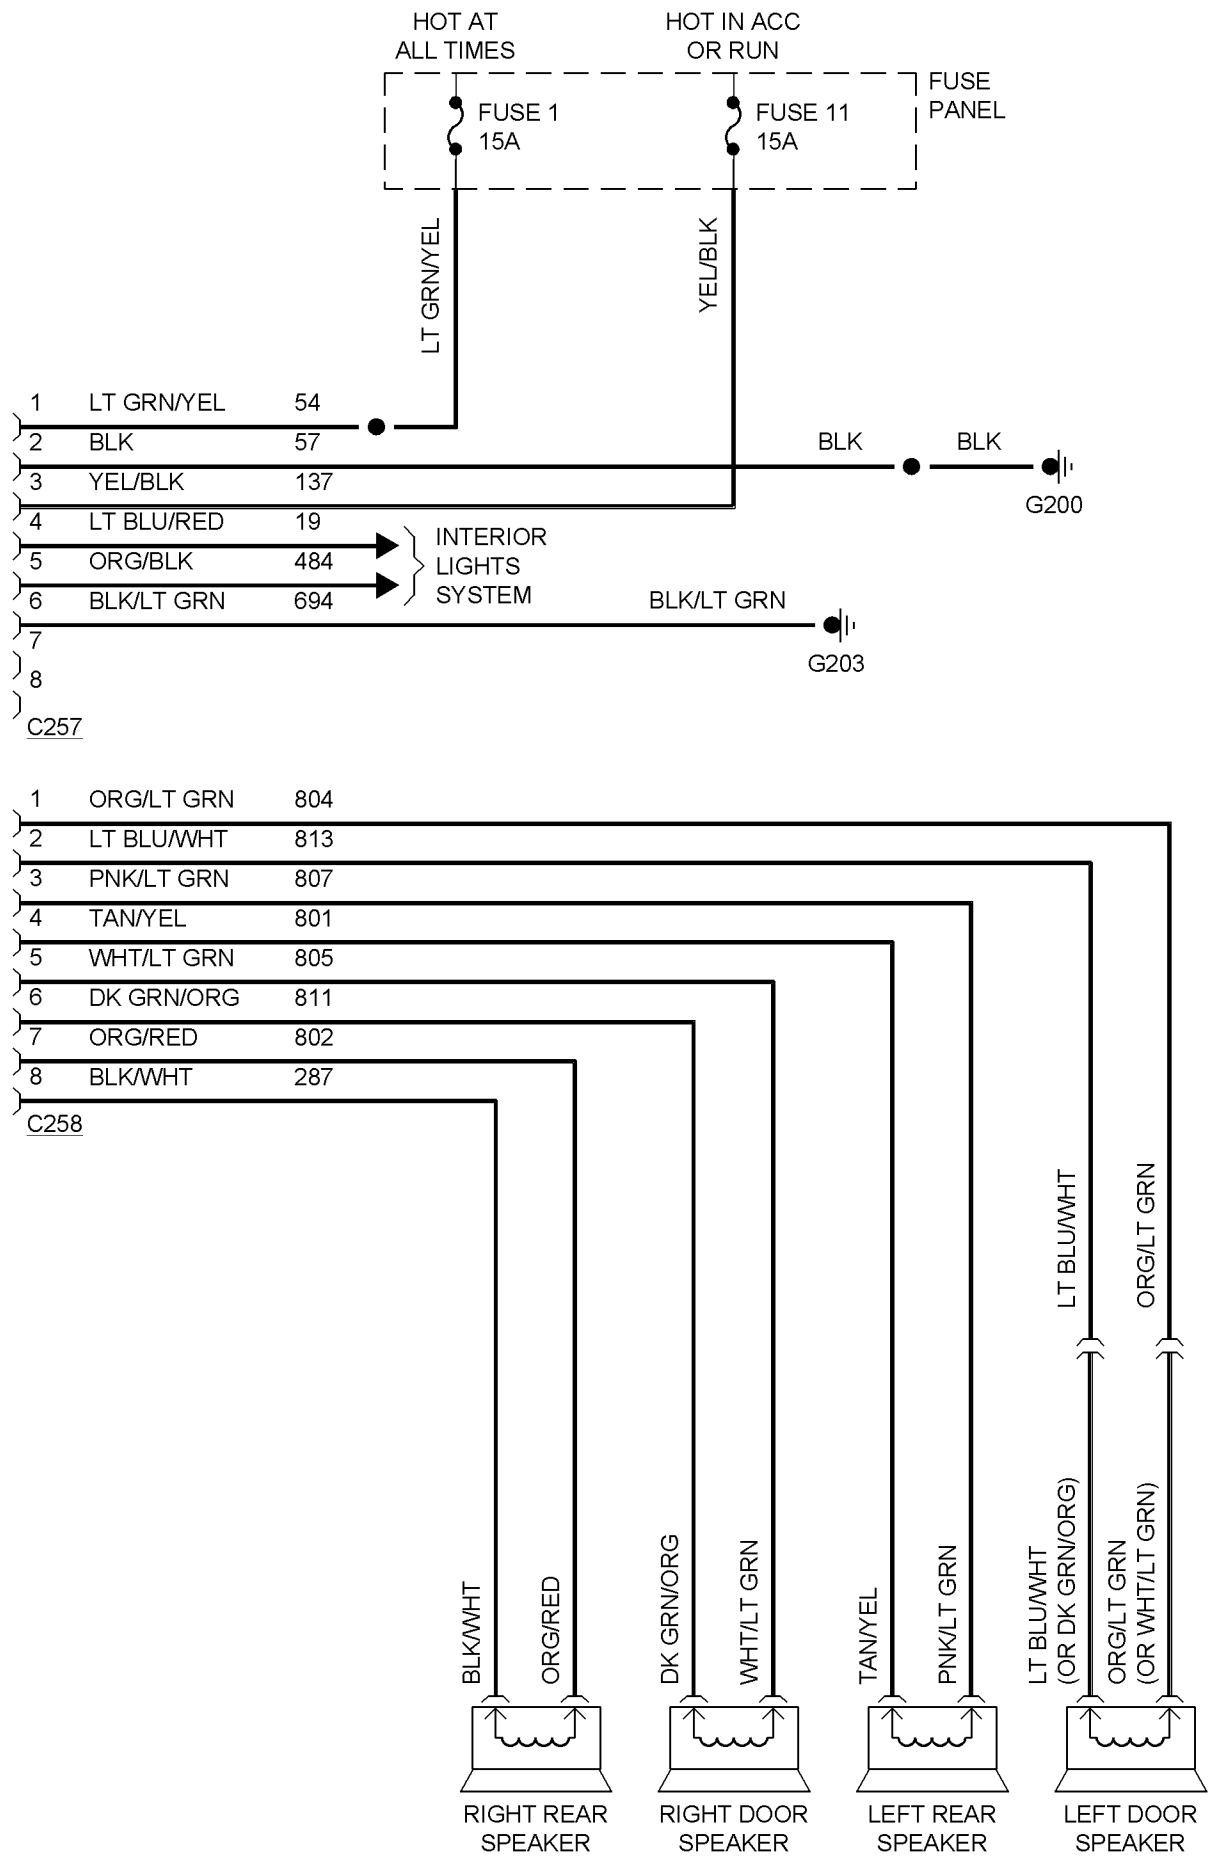 HOT AT
ALL TIMES
HOT IN ACC
OR RUN
FUSE
PANEL
FUSE 1
15A
FUSE 11
15A
LT GRN/YEL
YEL/BLK
1 LT GRN/YEL 54
2 BLK 57
BLK
BLK
3 YEL/BLK 137
G200
4 LT BLU/RED 19
5 ORG/BLK 484
INTERIOR
LIGHTS
SYSTEM
6 BLK/LT GRN 694
BLK/LT GRN
7
G203
8
C257
1 ORG/LT GRN 804
2 LT BLU/WHT 813
3 PNK/LT GRN 807
4 TAN/YEL 801
5 WHT/LT GRN 805
6 DK GRN/ORG 811
7 ORG/RED 802
8 BLK/WHT 287
C258
LT BLU/WHT
ORG/LT GRN
BLK/WHT
ORG/RED
DK GRN/ORG
WHT/LT GRN
TAN/YEL
PNK/LT GRN
LT BLU/WHT
(OR DK GRN/ORG)
ORG/LT GRN
(OR WHT/LT GRN)
RIGHT REAR
SPEAKER
RIGHT DOOR
SPEAKER
LEFT REAR
SPEAKER
LEFT DOOR
SPEAKER